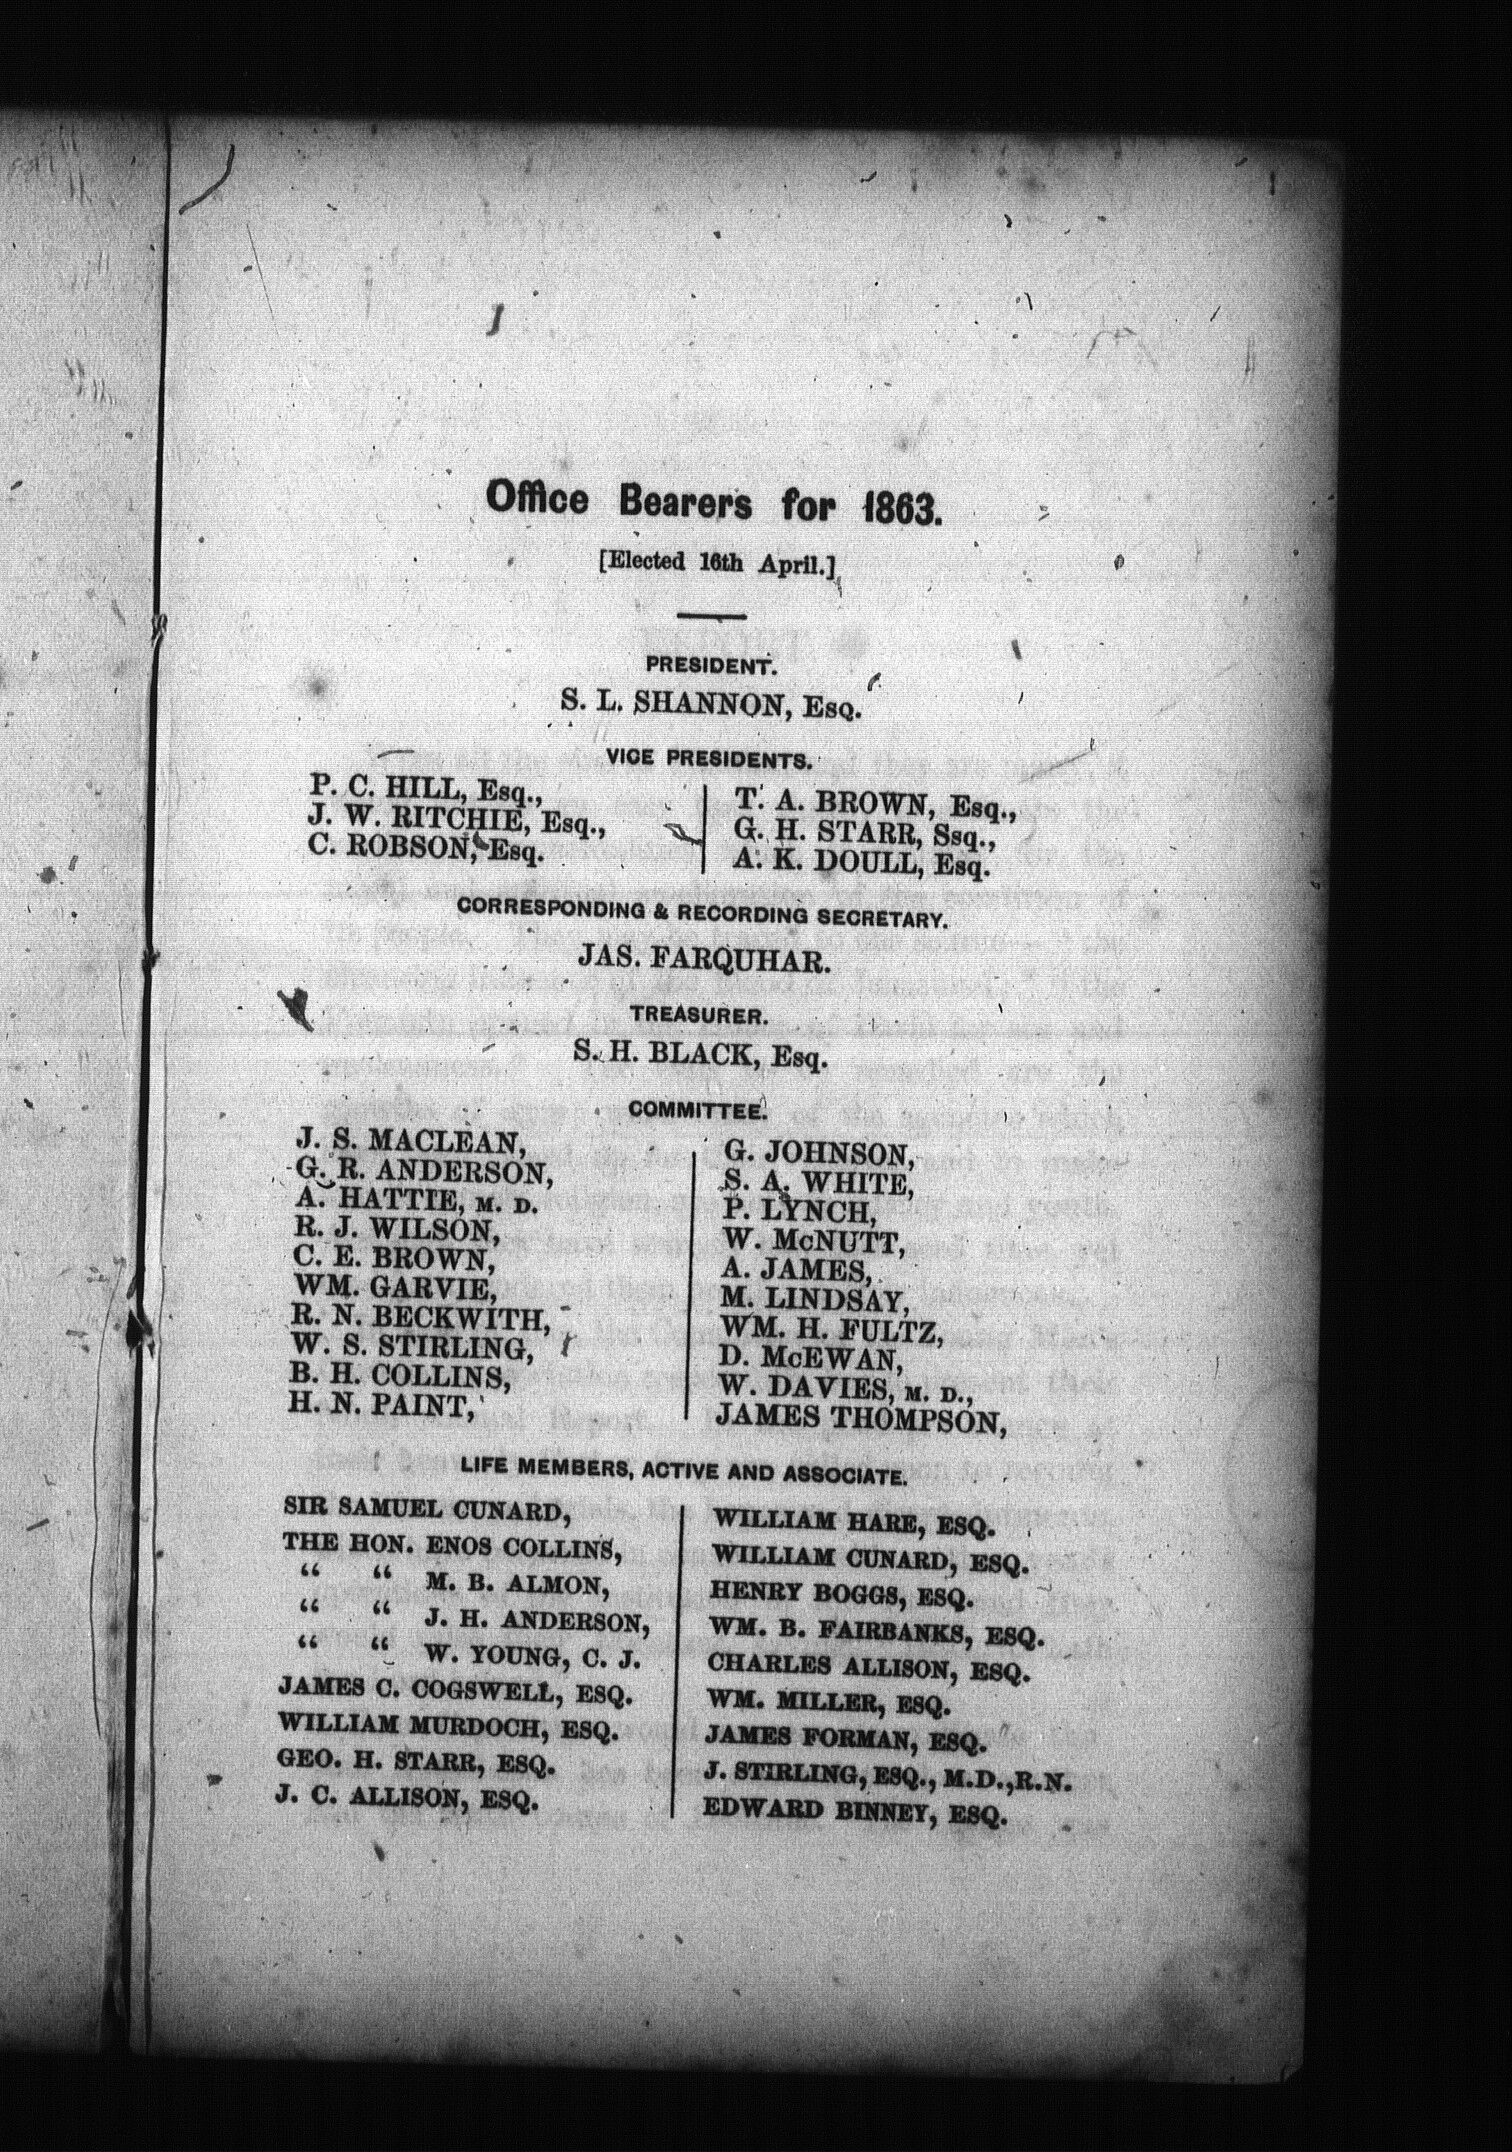 Office Bearers for 1863.
[Elected 16th April.]
PRESIDENT.
S. L. SHANNON, Esq.
VICE PRESIDENTS.
P. C. HILL, Esq.,
J. W. RITCHIE, Esq.,
C. ROBSON, Esq.
T. A. BROWN, Esq.,
G. H. STARR, Ssq.,
A. K. DOULL, Esq.
CORRESPONDING & RECORDING SECRETARY.
JAS. FARQUHAR.
TREASURER.
S. H. BLACK, Esq.
COMMITTEE.
J. S. MACLEAN,
G. R. ANDERSON,
A. HATTIE, M. D.
R. J. WILSON,
C. E. BROWN,
WM. GARVIE,
R. N. BECKWITH,
W. S. STIRLING,
B. H. COLLINS,
H. N. PAINT,
G. JOHNSON,
S. A. WHITE,
P. LYNCH,
W. McNUTT,
A. JAMES,
M. LINDSAY,
WM. H. FULTZ,
D. McEWAN,
W. DAVIES, M. D.,
JAMES THOMPSON,
LIFE MEMBERS, ACTIVE AND ASSOCIATE.
SIR SAMUEL CUNARD,
THE HON. ENOS COLLINS,
“ “ M. B. ALMON,
“ “ J. H. ANDERSON,
“ “ W. YOUNG, C. J.
JAMES C. COGSWELL, ESQ.
WILLIAM MURDOCH, ESQ.
GEO. H. STARR, ESQ.
J. C. ALLISON, ESQ.
WILLIAM HARE, ESQ.
WILLIAM CUNARD, ESQ.
HENRY BOGGS, ESQ.
WM. B. FAIRBANKS, ESQ.
CHARLES ALLISON, ESQ.
WM. MILLER, ESQ.
JAMES FORMAN, ESQ.
J. STIRLING, ESQ., M.D., R.N.
EDWARD BINNEY, ESQ.